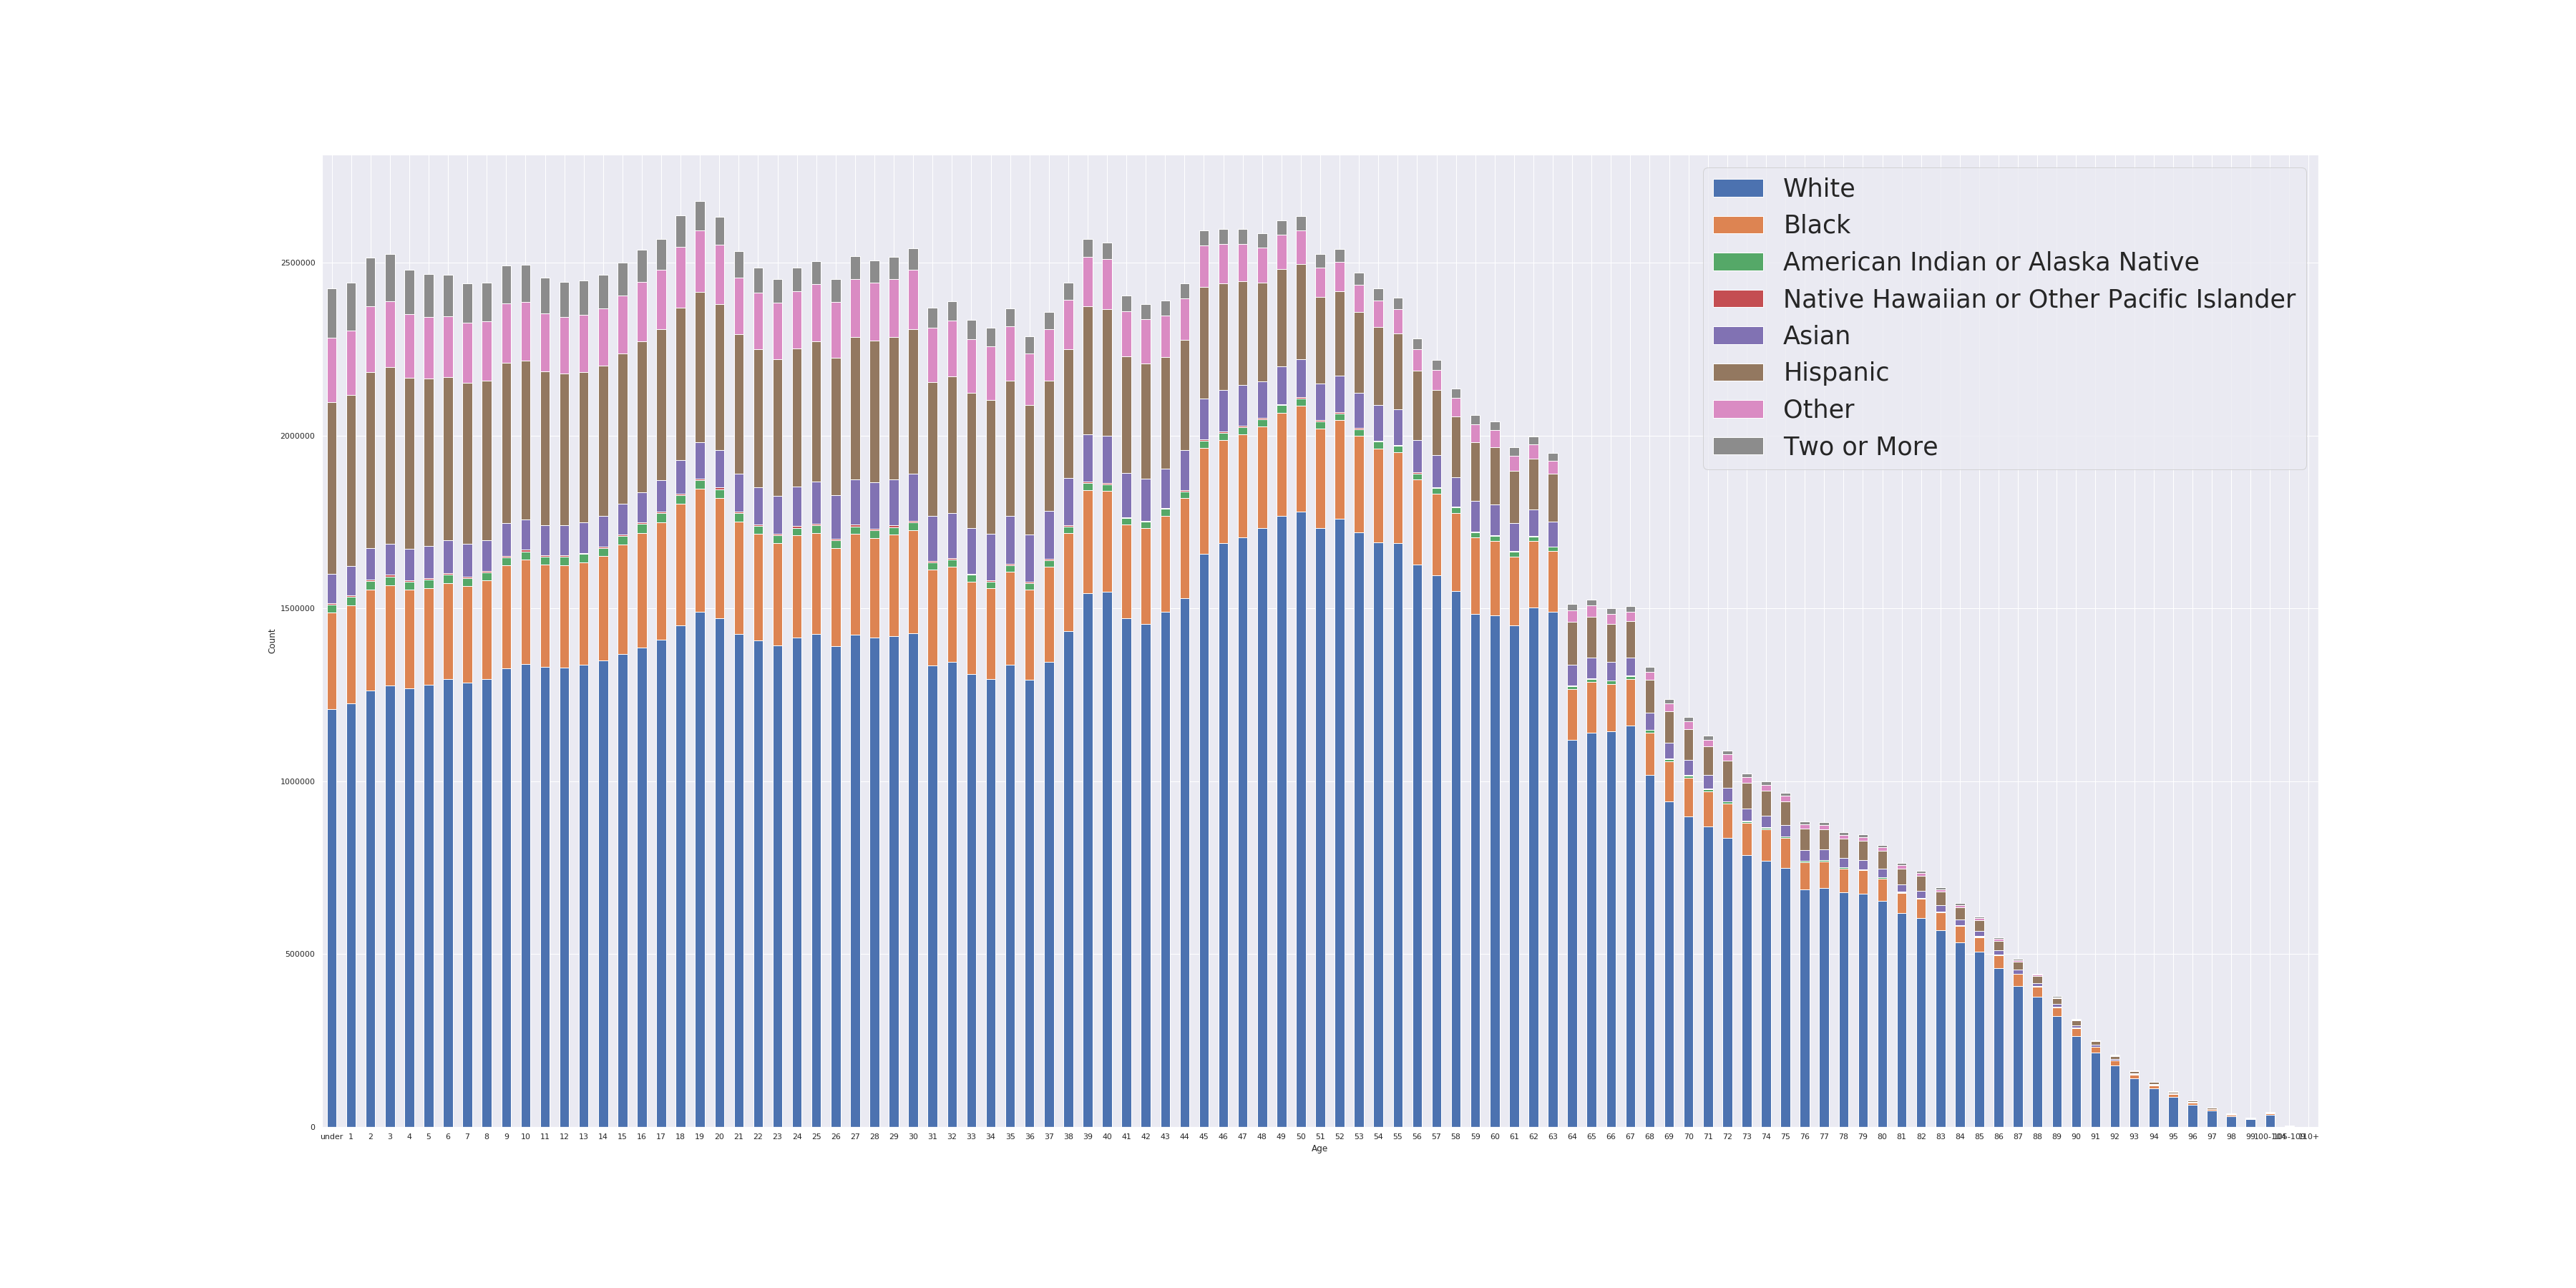 White
Black
American Indian or Alaska Native
Native Hawaiian or Other Pacific Islander
Asian
Hispanic
Other
Two or More
2500000
2000000
1500000
1000000
500000
0
Count
under 1 2 3 4 5 6 7 8 9 10 11 12 13 14 15 16 17 18 19 20 21 22 23 24 25 26 27 28 29 30 31 32 33 34 35 36 37 38 39 40 41 42 43 44 45 46 47 48 49 50 51 52 53 54 55 56 57 58 59 60 61 62 63 64 65 66 67 68 69 70 71 72 73 74 75 76 77 78 79 80 81 82 83 84 85 86 87 88 89 90 91 92 93 94 95 96 97 98 99 100-104 105-109 110+
Age